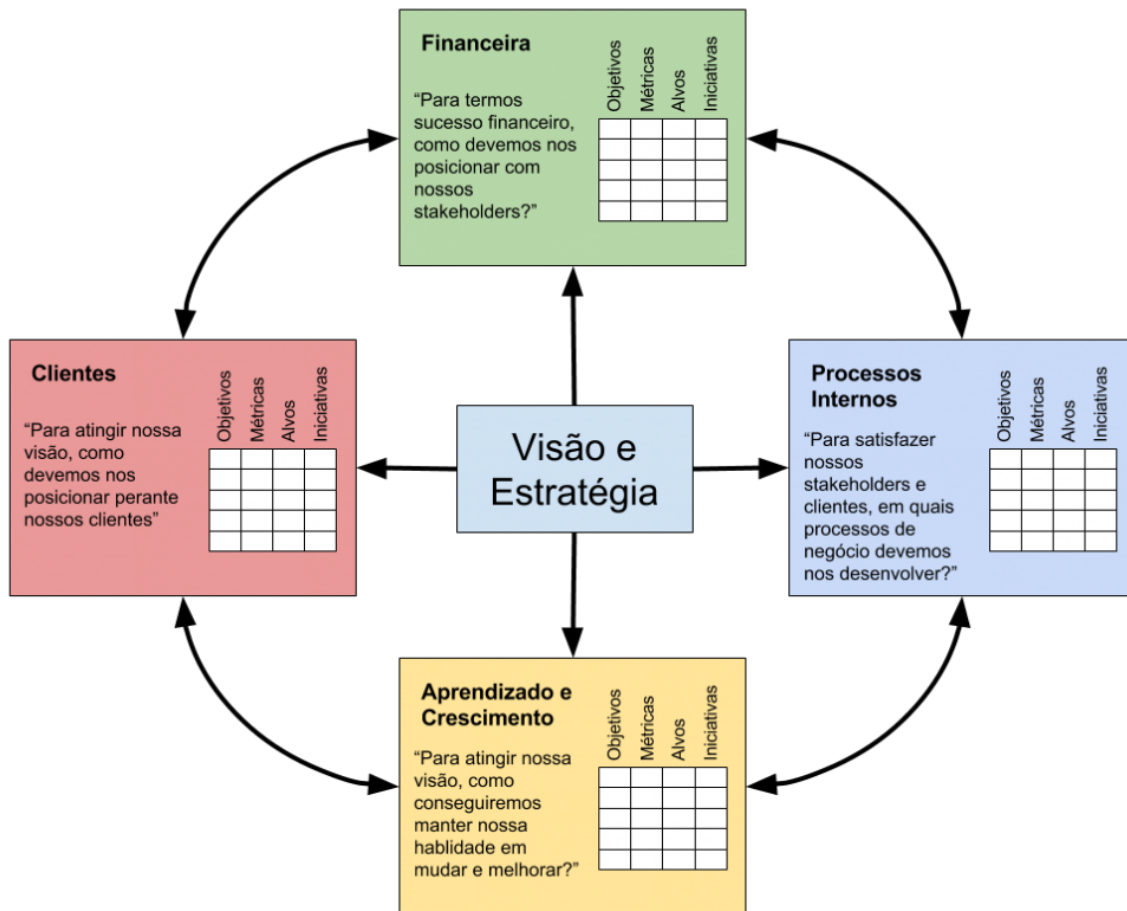 Financeira
Objetivos
Métricas
Alvos
Iniciativas
“Para termos
sucesso financeiro,
como devemos nos
posicionar com
nossos
stakeholders?”
Clientes
Objetivos
Métricas
Alvos
Iniciativas
“Para atingir nossa
visão, como
devemos nos
posicionar perante
nossos clientes”
Visão e
Estratégia
Processos
Internos
Objetivos
Métricas
Alvos
Iniciativas
“Para satisfazer
nossos
stakeholders e
clientes, em quais
processos de
negócio devemos
nos desenvolver?”
Aprendizado e
Crescimento
Objetivos
Métricas
Alvos
Iniciativas
“Para atingir nossa
visão, como
conseguiremos
manter nossa
hablidade em
mudar e melhorar?”